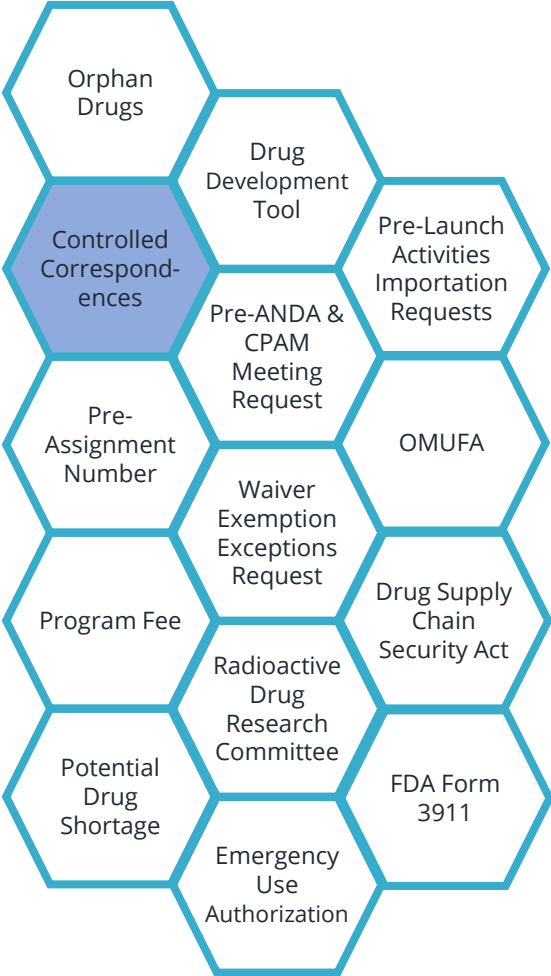 Orphan
Drugs
Drug
Development
Tool
Controlled
Correspond-
ences
Pre-Launch
Activities
Importation
Requests
Pre-ANDA &
CPAM
Meeting
Request
Pre-
Assignment
Number
OMUFA
Waiver
Exemption
Exceptions
Request
Program Fee
Drug Supply
Chain
Security Act
Radioactive
Drug
Research
Committee
Potential
Drug
Shortage
FDA Form
3911
Emergency
Use
Authorization